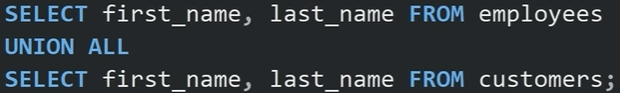 SELECT first_name, last_name FROM employees
UNION ALL
SELECT first_name, last_name FROM customers;